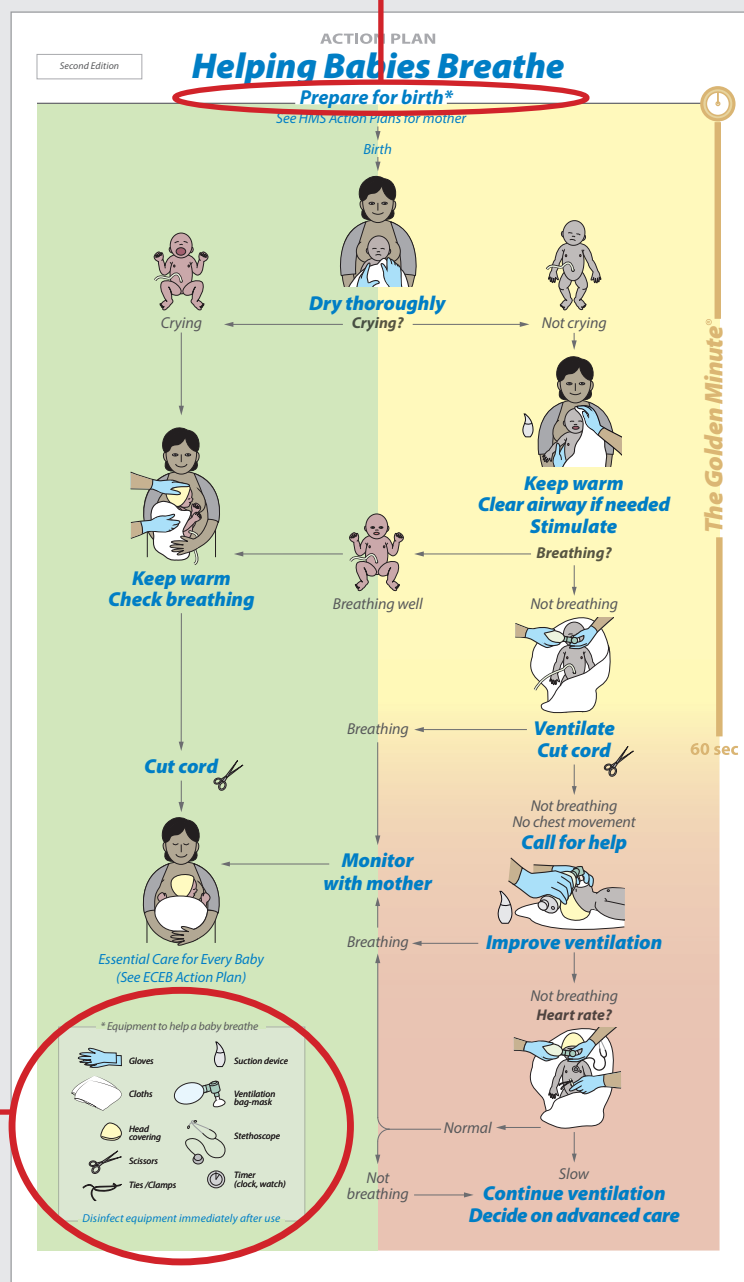 ACTION PLAN
Second Edition
Helping Babies Breathe
Prepare for birth*
See HMS Action Plans for mother
Birth
Dry thoroughly
Crying
Crying?
Not crying
The Golden Minute®
Keep warm
Clear airway if needed
Stimulate
Breathing?
Keep warm
Check breathing
Breathing well
Not breathing
Breathing
Ventilate
Cut cord
60 sec
Cut cord
Not breathing
No chest movement
Call for help
Monitor
with mother
Breathing
Improve ventilation
Essential Care for Every Baby
(See ECEB Action Plan)
Not breathing
Heart rate?
* Equipment to help a baby breathe
Gloves
Suction device
Cloths
Ventilation
bag-mask
Head
covering
Stethoscope
Scissors
Ties /Clamps
Timer
(clock, watch)
Disinfect equipment immediately after use
Normal
Not
breathing
Slow
Continue ventilation
Decide on advanced care